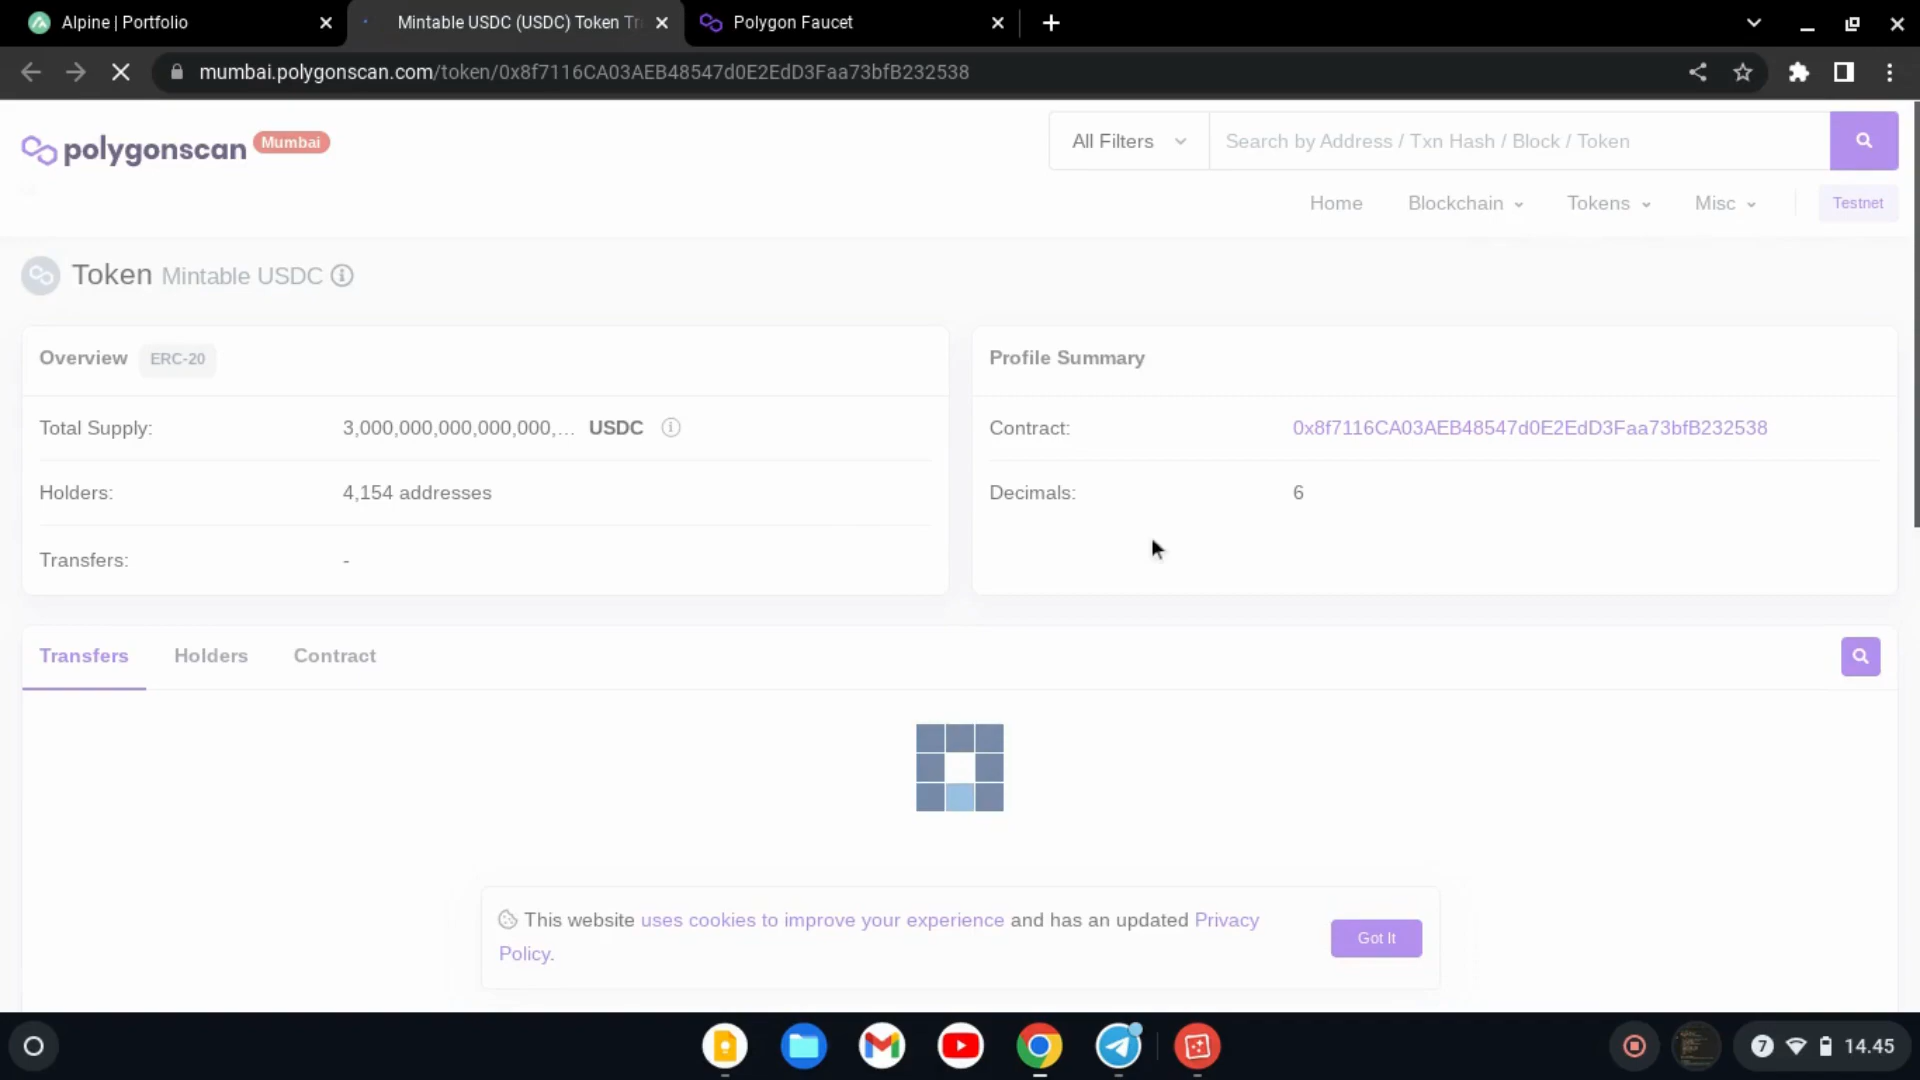 Alpine | Portfolio
Mintable USDC (USDC) Token Tr
Polygon Faucet
mumbai.polygonscan.com/token/0x8f7116CA03AEB48547d0E2EdD3Faa73bfB232538
polygonscan Mumbai
All Filters
Search by Address / Txn Hash / Block / Token
Home Blockchain Tokens Misc Testnet
Token Mintable USDC
Overview ERC-20
Total Supply: 3,000,000,000,000,000,... USDC
Holders: 4,154 addresses
Transfers: -
Profile Summary
Contract: 0x8f7116CA03AEB48547d0E2EdD3Faa73bfB232538
Decimals: 6
Transfers Holders Contract
This website uses cookies to improve your experience and has an updated Privacy
Policy.
Got It
7 14.45